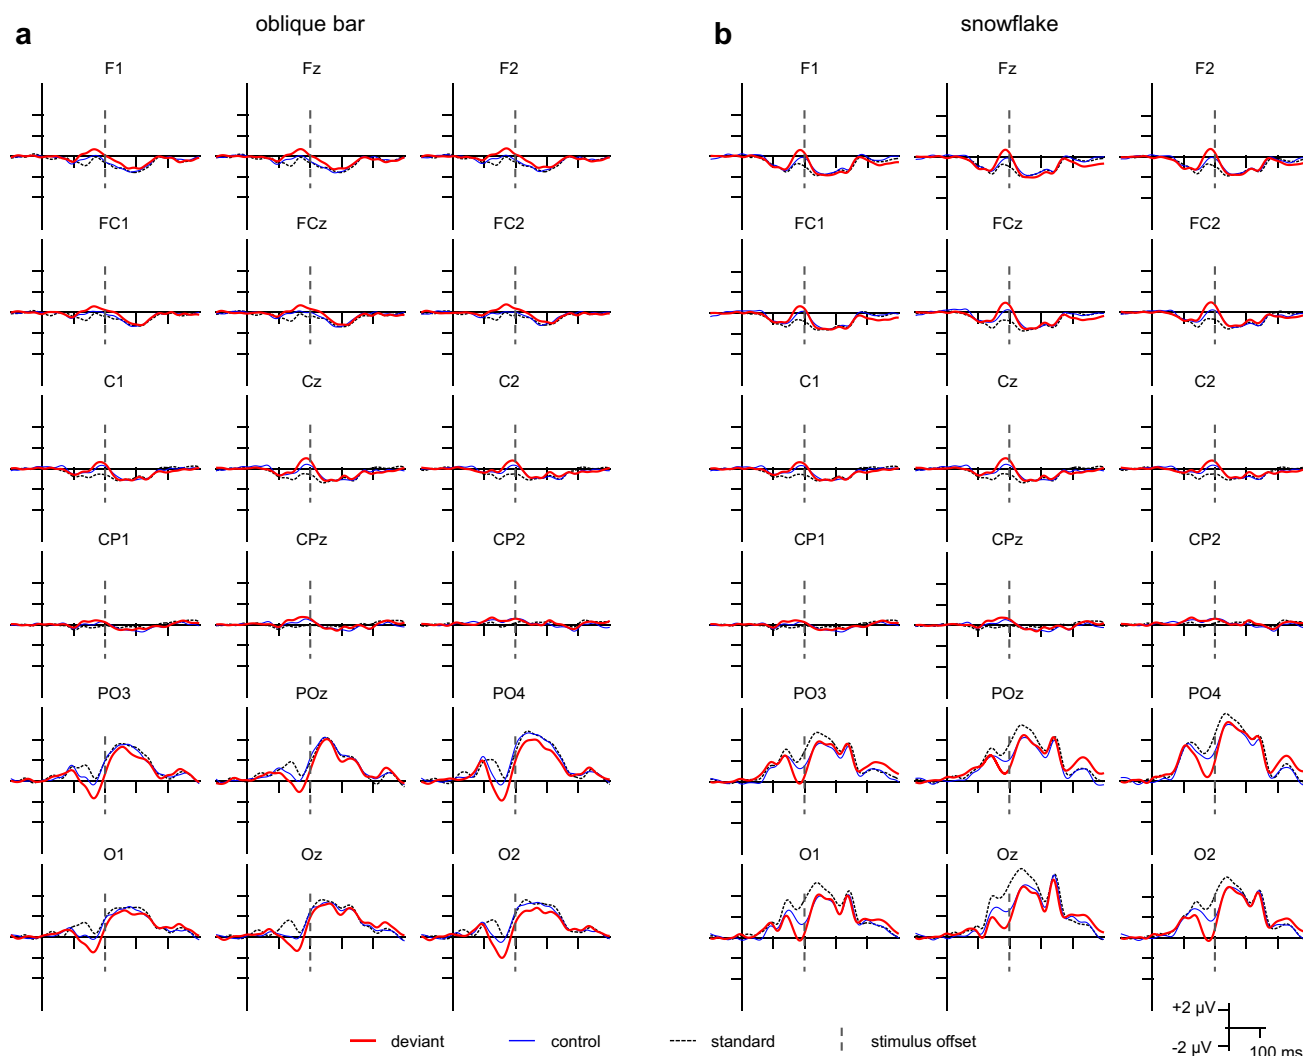 a oblique bar b snowflake
F1 Fz F2 F1 Fz F2
FC1 FCz FC2 FC1 FCz FC2
C1 Cz C2 C1 Cz C2
CP1 CPz CP2 CP1 CPz CP2
PO3 POz PO4 PO3 POz PO4
O1 Oz O2 O1 Oz O2
+2 µV
-2 µV
100 ms
deviant control standard stimulus offset